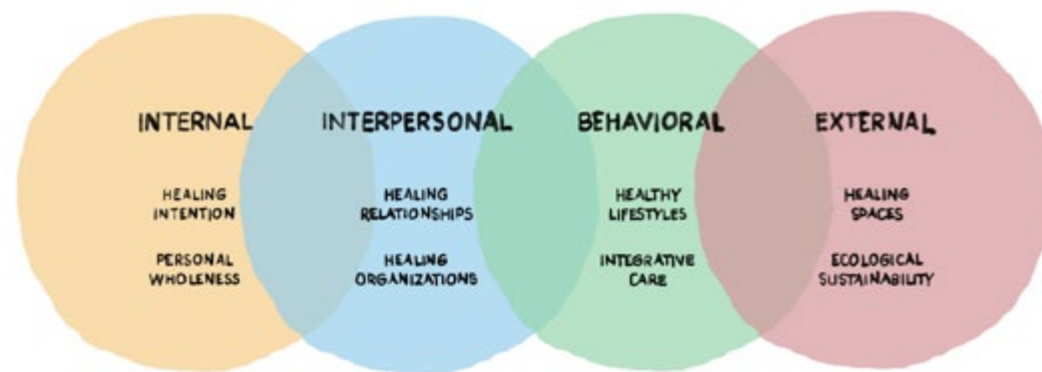 INTERNAL
HEALING
INTENTION
PERSONAL
WHOLENESS
INTERPERSONAL
HEALING
RELATIONSHIPS
HEALING
ORGANIZATIONS
BEHAVIORAL
HEALTHY
LIFESTYLES
INTEGRATIVE
CARE
EXTERNAL
HEALING
SPACES
ECOLOGICAL
SUSTAINABILITY